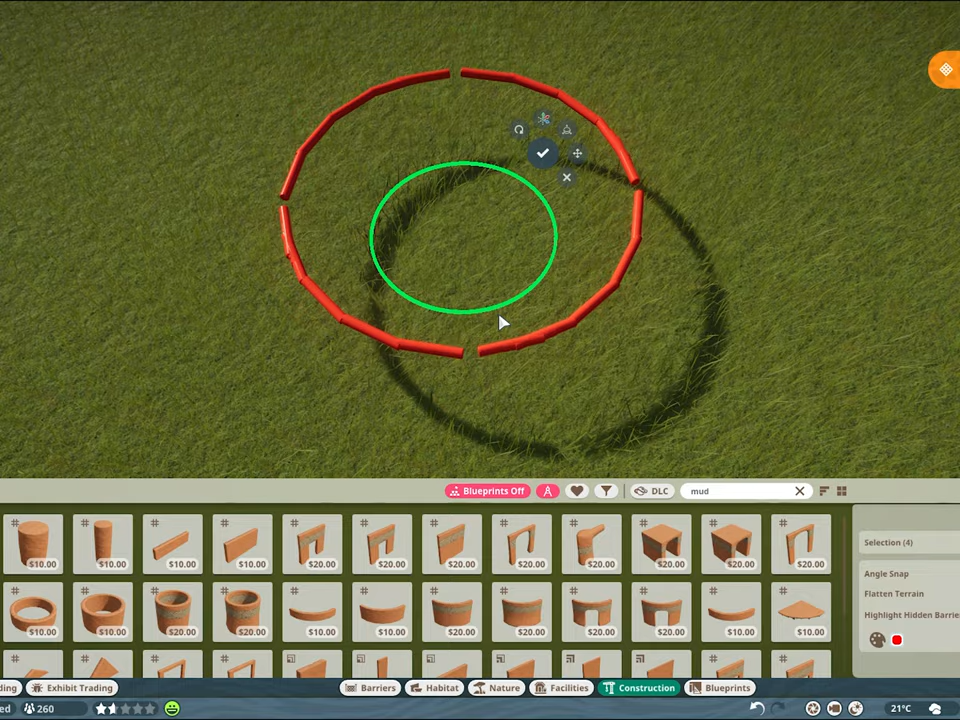 Blueprints Off
DLC
mud
$10.00 $10.00 $10.00 $10.00 $20.00 $20.00 $20.00 $20.00 $20.00 $20.00 $20.00 $20.00
$10.00 $10.00 $20.00 $20.00 $10.00 $10.00 $20.00 $20.00 $20.00 $20.00 $10.00 $10.00
Selection (4)
Angle Snap
Flatten Terrain
Highlight Hidden Barrie
ding
Exhibit Trading
Barriers
Habitat
Nature
Facilities
Construction
Blueprints
ed
260
21°C